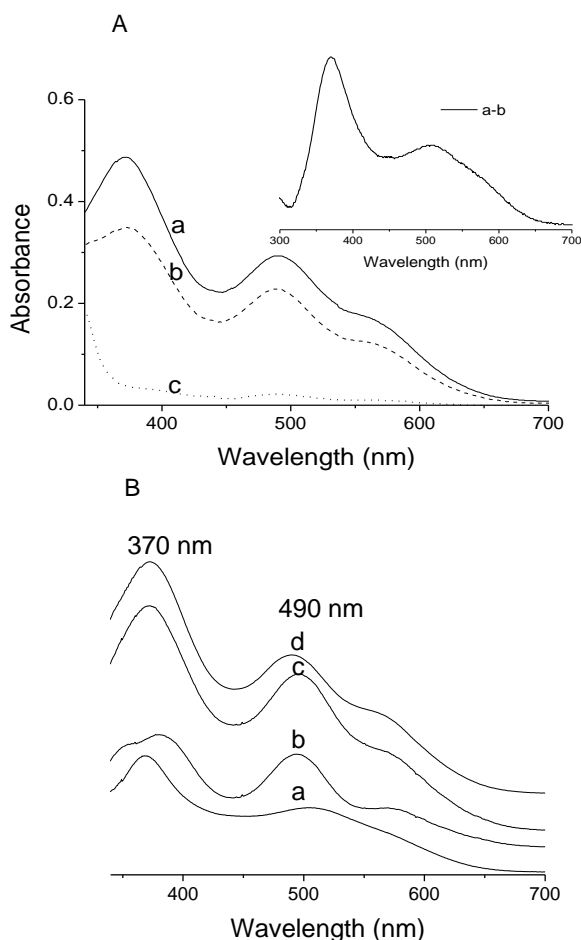 A
0.6
0.4
0.2
0.0
Absorbance
a
b
c
400 500 600 700
Wavelength (nm)
a-b
300 400 500 600 700
Wavelength (nm)
B
370 nm
490 nm
d
c
b
a
400 500 600 700
Wavelength (nm)